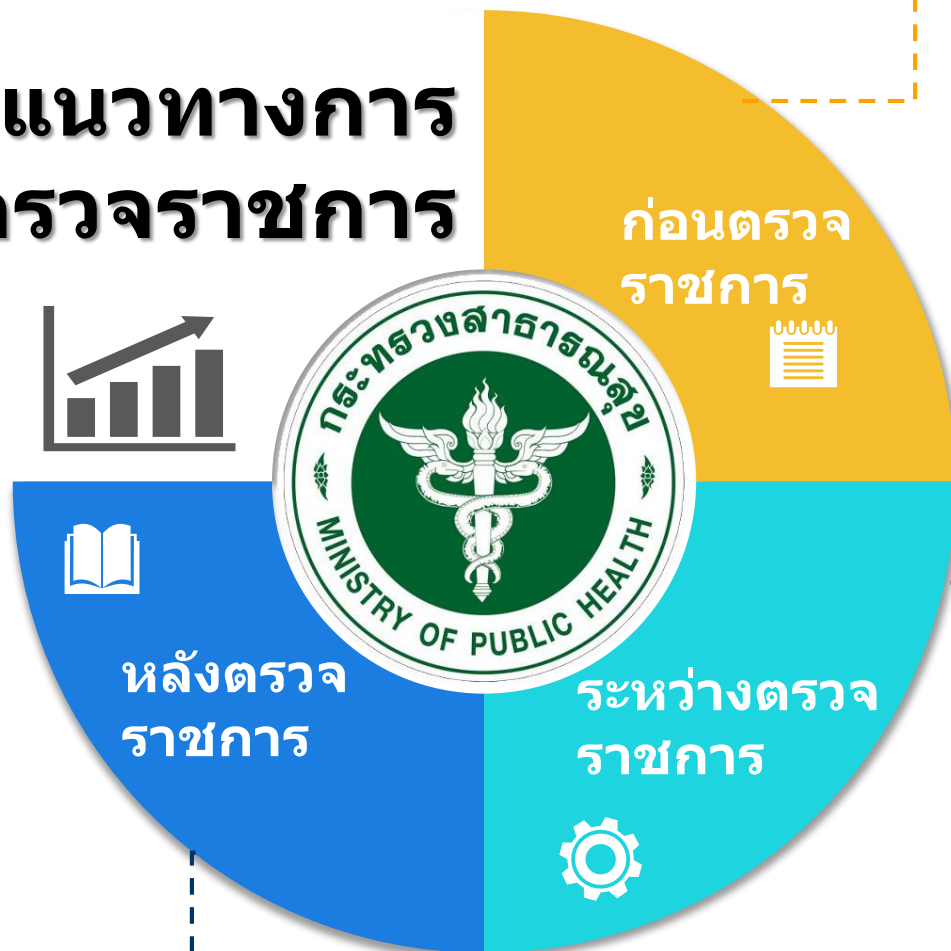 แนวทางการ
รวจราชการ
ก่อนตรวจ
ราชการ
กระทรวงสาธารณสุข
MINISTRY OF PUBLIC HEALTH
หลังตรวจ
ราชการ
ระหว่างตรวจ
ราชการ